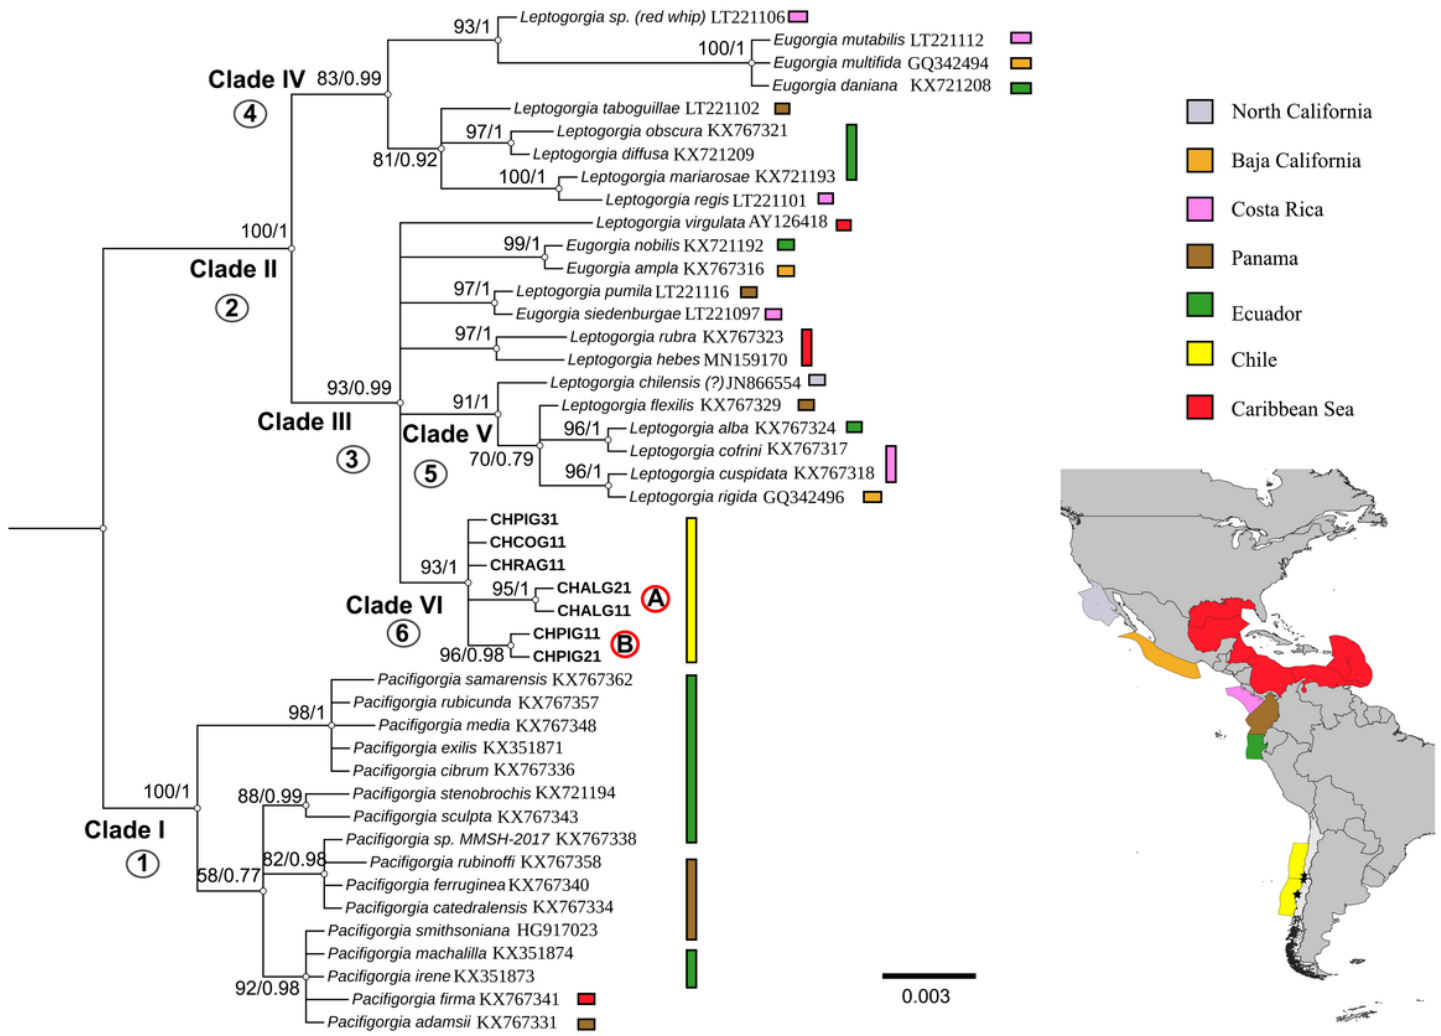 Leptogorgia sp. (red whip) LT221106
93/1
Eugorgia mutabilis LT221112
100/1
Eugorgia multifida GQ342494
Eugorgia daniana KX721208
Clade IV
83/0.99
4
Leptogorgia taboguillae LT221102
97/1
Leptogorgia obscura KX767321
Leptogorgia diffusa KX721209
81/0.92
100/1
Leptogorgia mariarosae KX721193
Leptogorgia regis LT221101
100/1
Leptogorgia virgulata AY126418
Clade II
2
99/1
Eugorgia nobilis KX721192
Eugorgia ampla KX767316
97/1
Leptogorgia pumila LT221116
Eugorgia siedenburgae LT221097
97/1
Leptogorgia rubra KX767323
Leptogorgia hebes MN159170
93/0.99
Clade III
3
Leptogorgia chilensis (?)JN866554
91/1
Leptogorgia flexilis KX767329
Clade V
5
96/1
Leptogorgia alba KX767324
Leptogorgia cofrini KX767317
70/0.79
96/1
Leptogorgia cuspidata KX767318
Leptogorgia rigida GQ342496
CHPIG31
CHCOG11
93/1
CHRAG11
95/1
CHALG21
A
CHALG11
Clade VI
6
CHPIG11
B
96/0.98
CHPIG21
Pacifigorgia samarensis KX767362
Pacifigorgia rubicunda KX767357
98/1
Pacifigorgia media KX767348
Pacifigorgia exilis KX351871
Pacifigorgia cibrum KX767336
100/1
88/0.99
Pacifigorgia stenobrochis KX721194
Pacifigorgia sculpta KX767343
Clade I
1
Pacifigorgia sp. MMSH-2017 KX767338
82/0.98
Pacifigorgia rubinoffi KX767358
58/0.77
Pacifigorgia ferruginea KX767340
Pacifigorgia catedralensis KX767334
Pacifigorgia smithsoniana HG917023
Pacifigorgia machalilla KX351874
Pacifigorgia irene KX351873
92/0.98
Pacifigorgia firma KX767341
Pacifigorgia adamsii KX767331
0.003
North California
Baja California
Costa Rica
Panama
Ecuador
Chile
Caribbean Sea